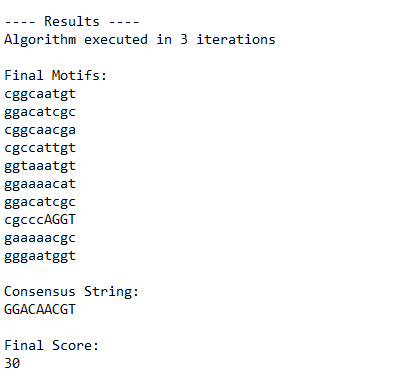 ---- Results ----
Algorithm executed in 3 iterations
Final Motifs:
cggcaatgt
ggacatcgc
cggcaacga
cgccattgt
ggtaaatgt
ggaaaacat
ggacatcgc
cgcccAGGT
gaaaaacgc
gggaatggt
Consensus String:
GGACAACGT
Final Score:
30